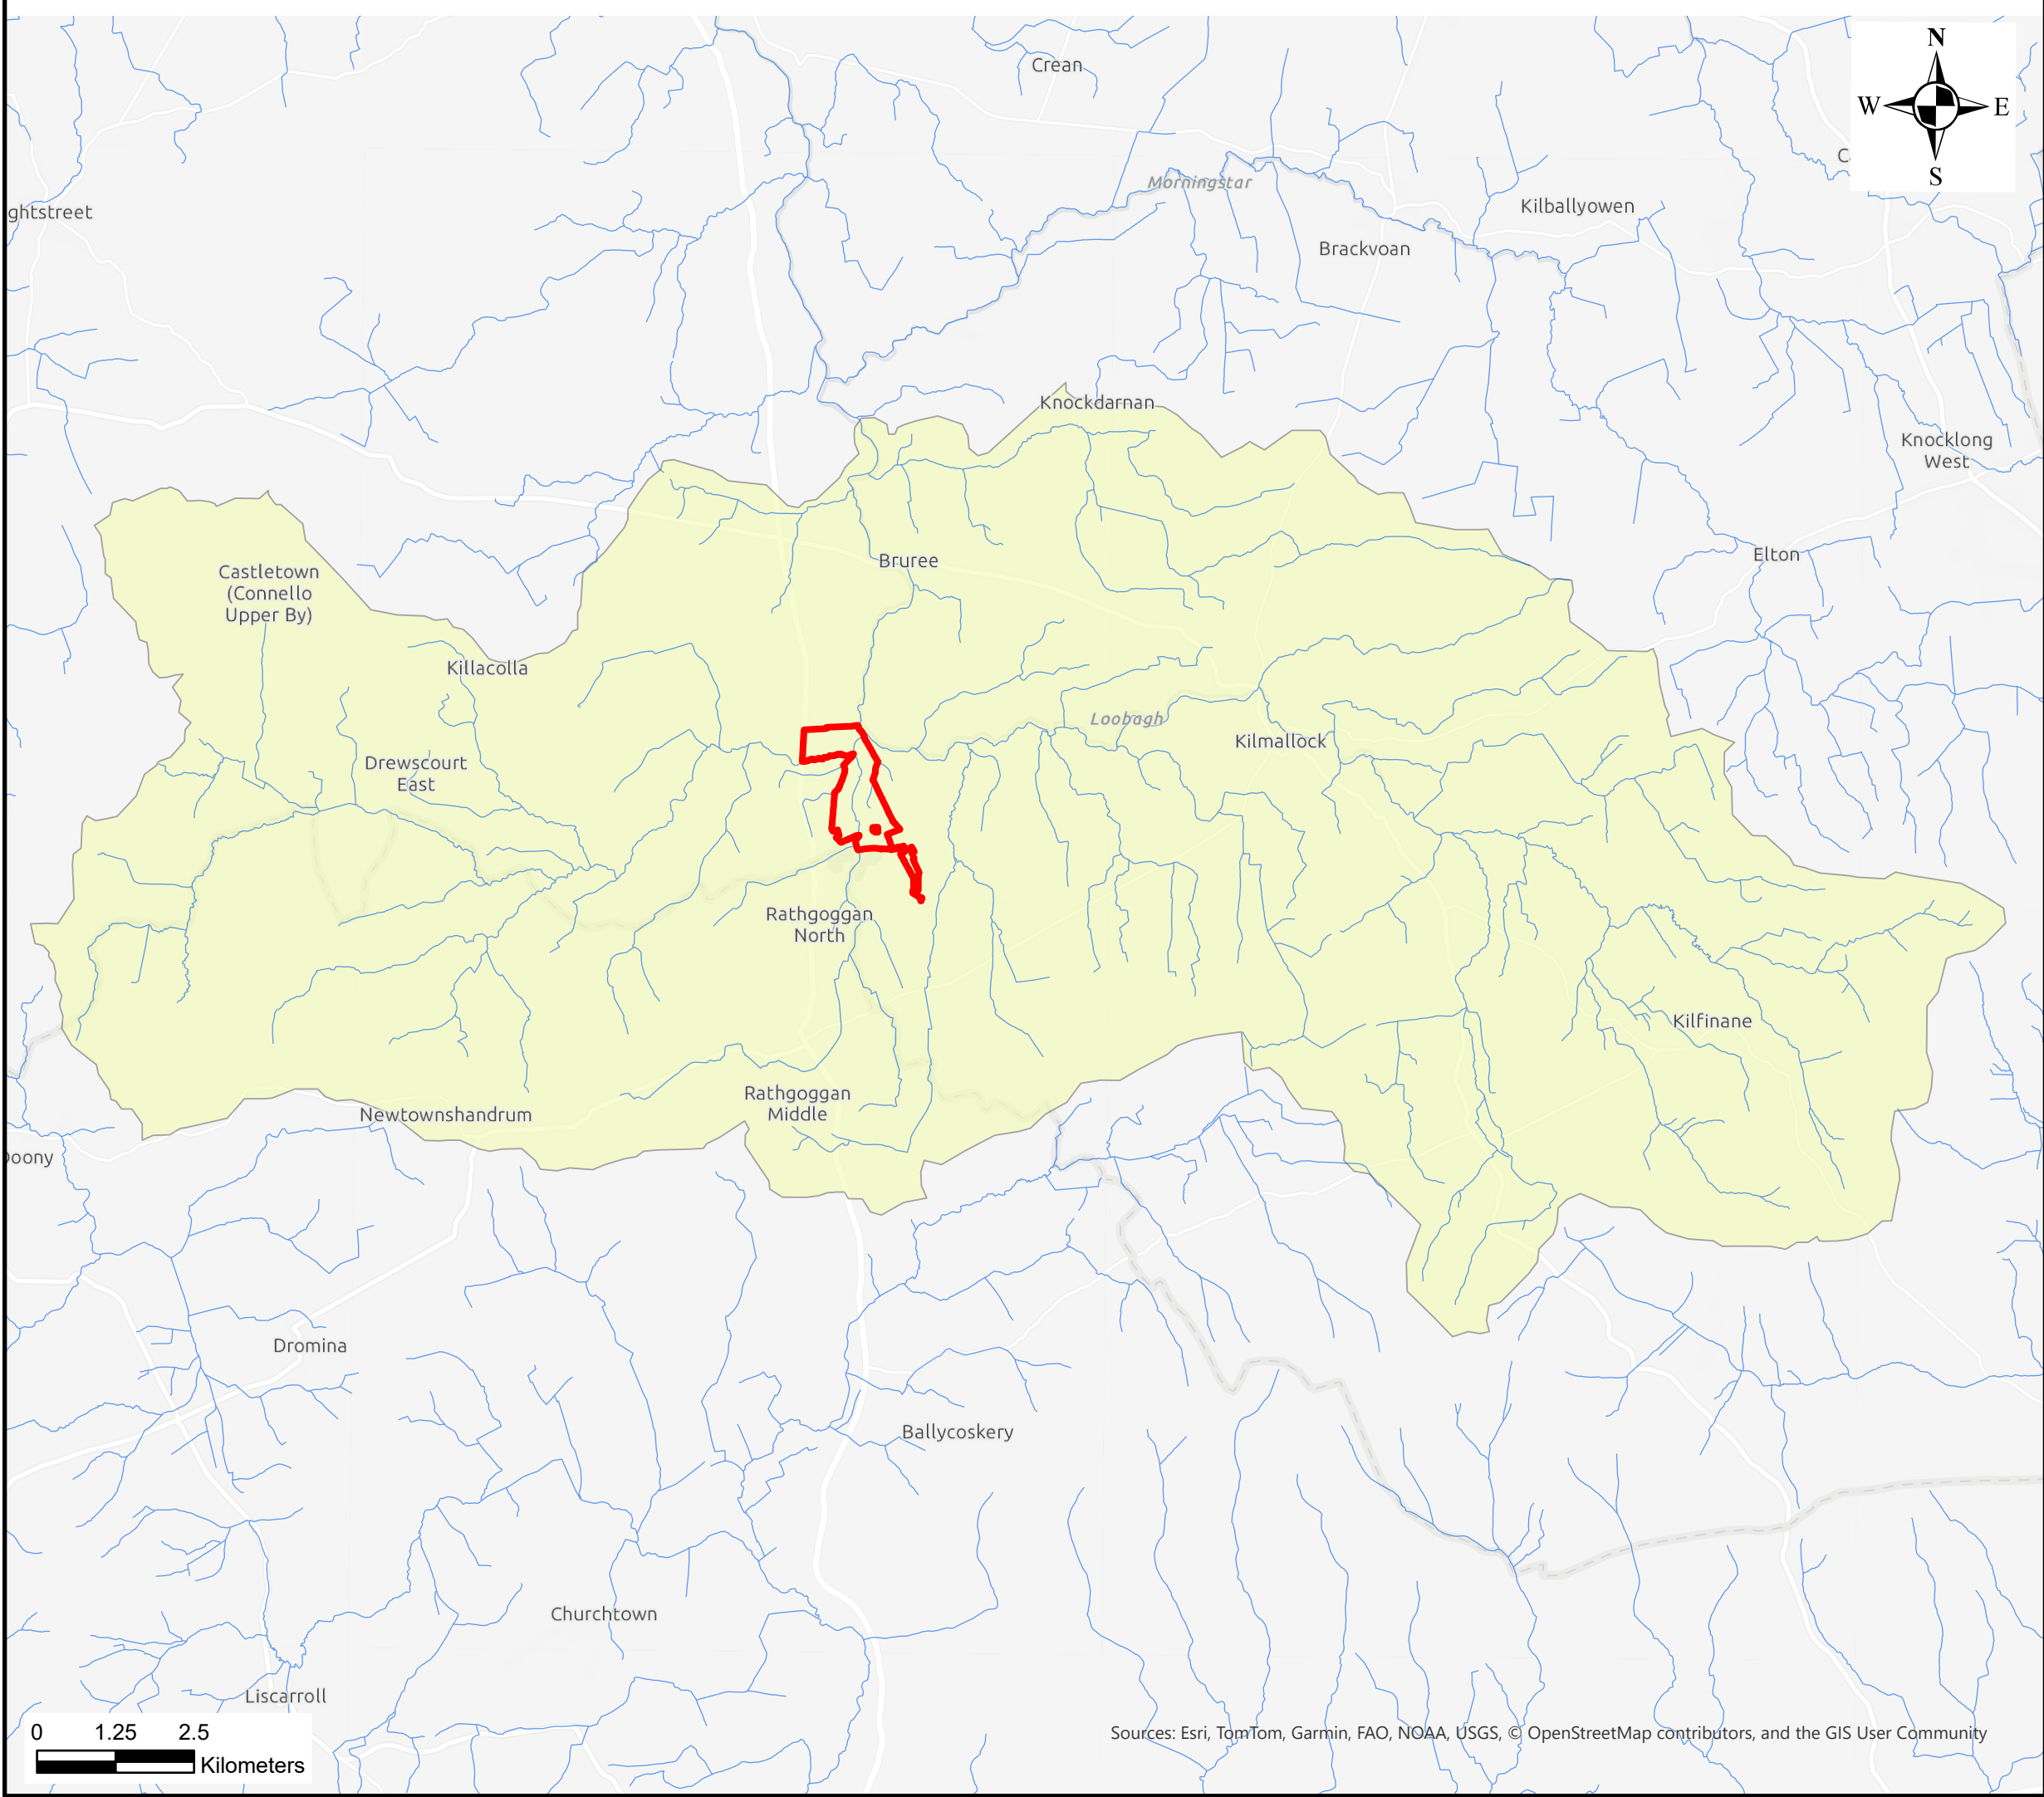 N
Crean
W
E
S
Morningstar
Kilballyowen
ghtstreet
Brackvoan
Knockdarnan
Knocklong
West
Elton
Bruree
Castletown
(Connello
Upper By)
Killacolla
Loobagh
Kilmallock
Drewscourt
East
Rathgoggan
North
Kilfinane
Rathgoggan
Middle
Newtownshandrum
oony
Dromina
Ballycoskery
Churchtown
Liscarroll
0 1.25 2.5
Kilometers
Sources: Esri, TomTom, Garmin, FAO, NOAA, USGS, © OpenStreetMap contributors, and the GIS User Community